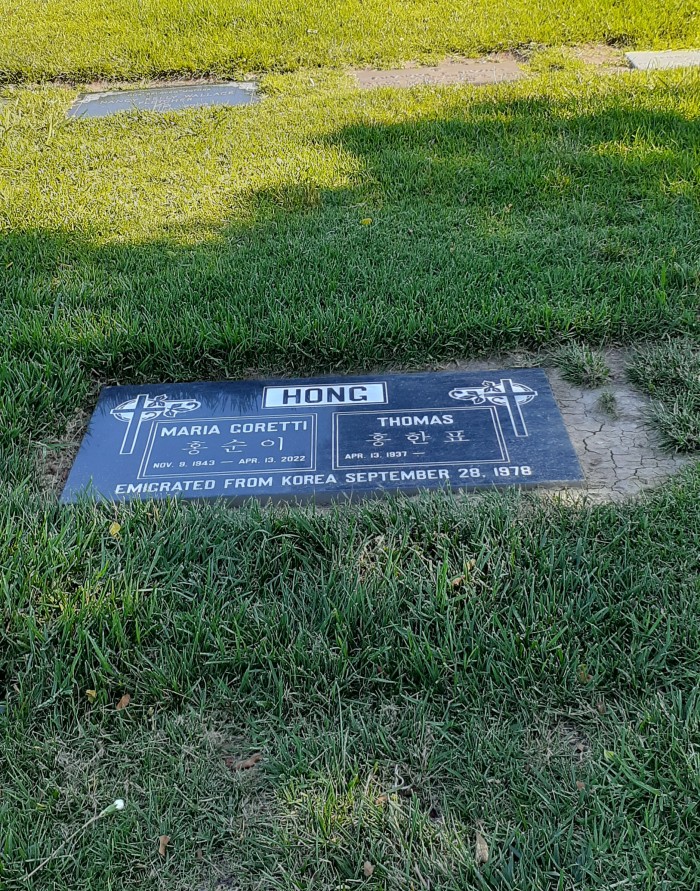 HONG
MARIA CORETTI
홍순이
NOV. 9. 1943 — APR. 13. 2022
THOMAS
홍한표
APR. 13. 1937 —
EMIGRATED FROM KOREA SEPTEMBER 28, 1978